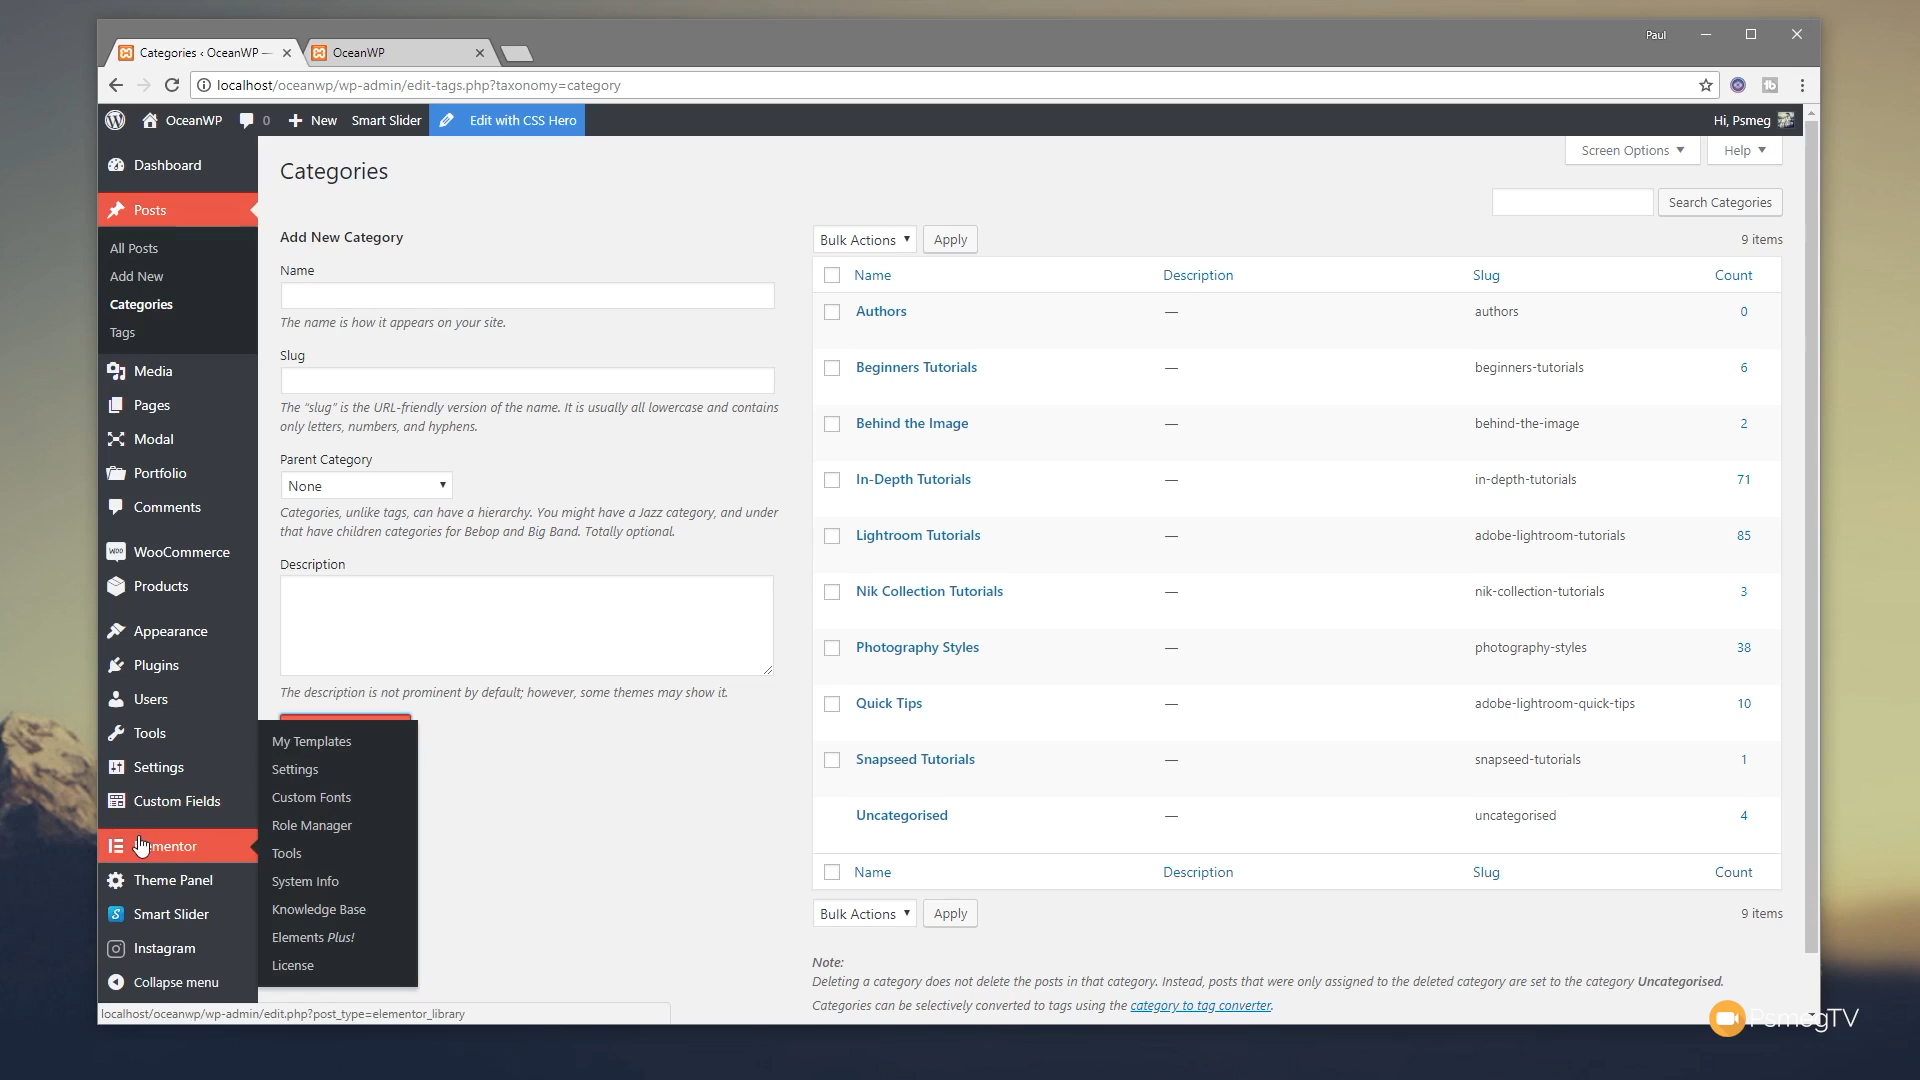 Paul
Categories ‹ OceanWP —
OceanWP
localhost/oceanwp/wp-admin/edit-tags.php?taxonomy=category
OceanWP
0
New
Smart Slider
Edit with CSS Hero
Hi, Psmeg
Dashboard
Posts
All Posts
Add New
Categories
Tags
Media
Pages
Modal
Portfolio
Comments
WooCommerce
Products
Appearance
Plugins
Users
Tools
Settings
Custom Fields
ementor
Theme Panel
Smart Slider
Instagram
Collapse menu
My Templates
Settings
Custom Fonts
Role Manager
Tools
System Info
Knowledge Base
Elements Plus!
License
Categories
Screen Options
Help
Search Categories
Add New Category
Name
The name is how it appears on your site.
Slug
The "slug" is the URL-friendly version of the name. It is usually all lowercase and contains
only letters, numbers, and hyphens.
Parent Category
None
Categories, unlike tags, can have a hierarchy. You might have a Jazz category, and under
that have children categories for Bebop and Big Band. Totally optional.
Description
The description is not prominent by default; however, some themes may show it.
Bulk Actions Apply 9 items
Name Description Slug Count
Authors — authors 0
Beginners Tutorials — beginners-tutorials 6
Behind the Image — behind-the-image 2
In-Depth Tutorials — in-depth-tutorials 71
Lightroom Tutorials — adobe-lightroom-tutorials 85
Nik Collection Tutorials — nik-collection-tutorials 3
Photography Styles — photography-styles 38
Quick Tips — adobe-lightroom-quick-tips 10
Snapseed Tutorials — snapseed-tutorials 1
Uncategorised — uncategorised 4
Name Description Slug Count
Bulk Actions Apply 9 items
Note:
Deleting a category does not delete the posts in that category. Instead, posts that were only assigned to the deleted category are set to the category Uncategorised.
Categories can be selectively converted to tags using the category to tag converter.
localhost/oceanwp/wp-admin/edit.php?post_type=elementor_library
PsmegTV